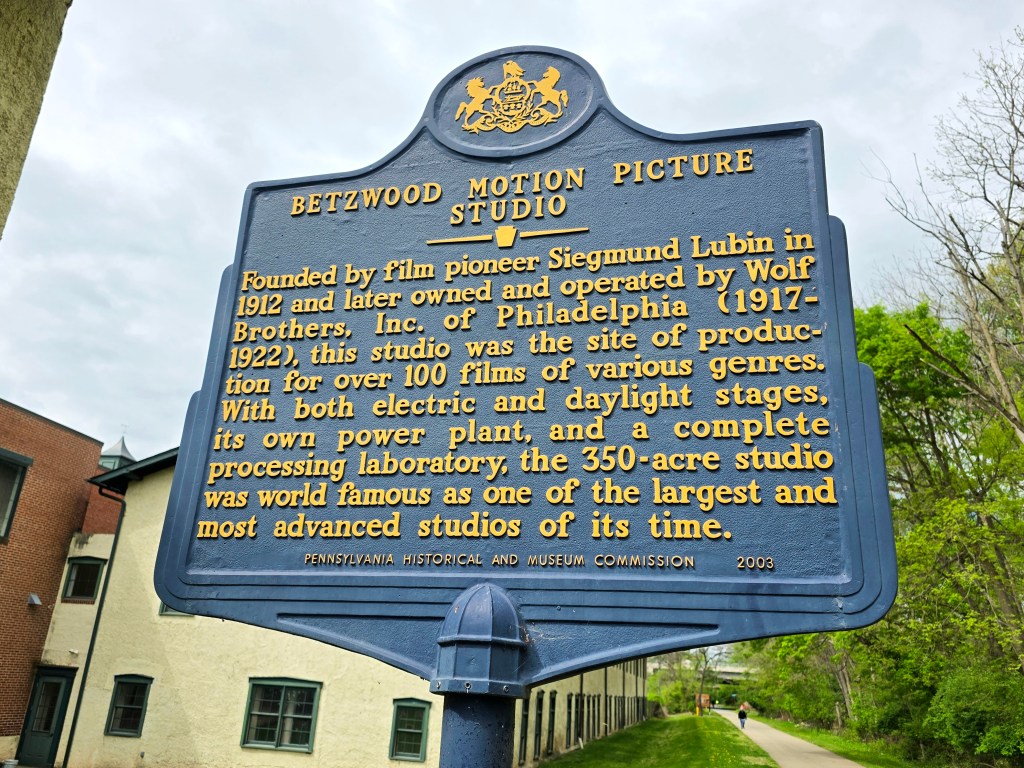 BETZWOOD MOTION PICTURE
STUDIO
Founded by film pioneer Siegmund Lubin in
1912 and later owned and operated by Wolf
Brothers, Inc. of Philadelphia (1917-
1922), this studio was the site of produc-
tion for over 100 films of various genres.
With both electric and daylight stages,
its own power plant, and a complete
processing laboratory, the 350-acre studio
was world famous as one of the largest and
most advanced studios of its time.
PENNSYLVANIA HISTORICAL AND MUSEUM COMMISSION 2003